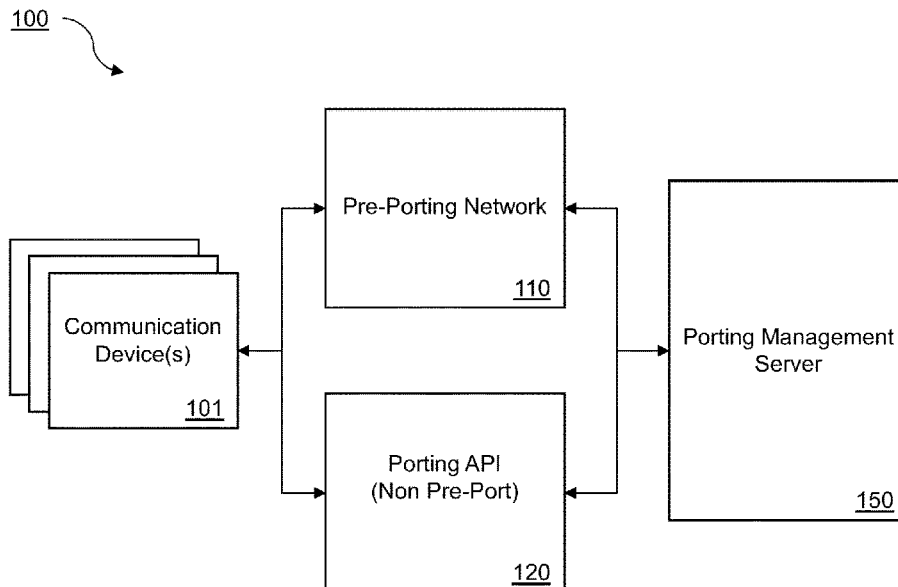 100
Pre-Porting Network
110
Communication
Device(s)
101
Porting Management
Server
150
Porting API
(Non Pre-Port)
120